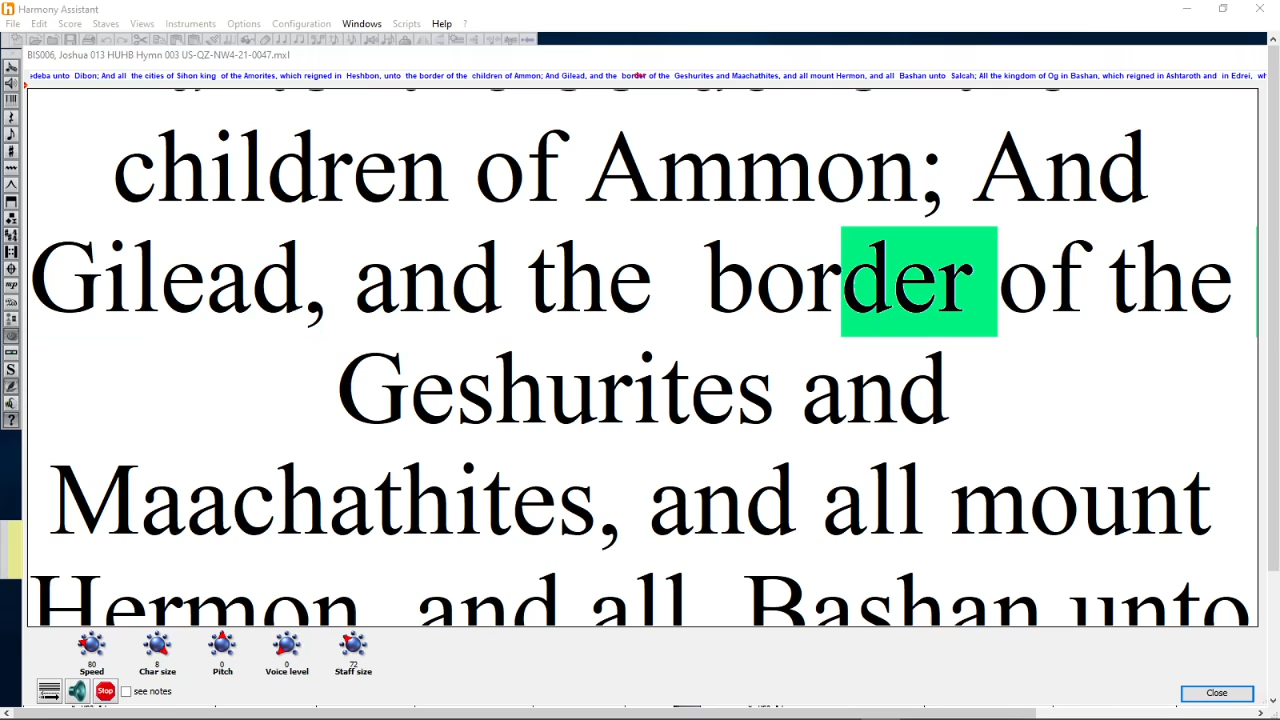 Harmony Assistant
File Edit Score Staves Views Instruments Options Configuration Windows Scripts Help ?
BIS006, Joshua 013 HUHB Hymn 003 US-QZ-NW4-21-0047.mxl
edeba unto Dibon; And all the cities of Sihon king of the Amorites, which reigned in Heshbon, unto the border of the children of Ammon; And Gilead, and the border of the Geshurites and Maachathites, and all mount Hermon, and all Bashan unto Salcah; All the kingdom of Og in Bashan, which reigned in Ashtaroth and in Edrei, wh
children of Ammon; And
Gilead, and the border of the
Geshurites and
Maachathites, and all mount
Hermon, and all Bashan unto
80 8 0 0 72
Speed Char size Pitch Voice level Staff size
Stop see notes Close